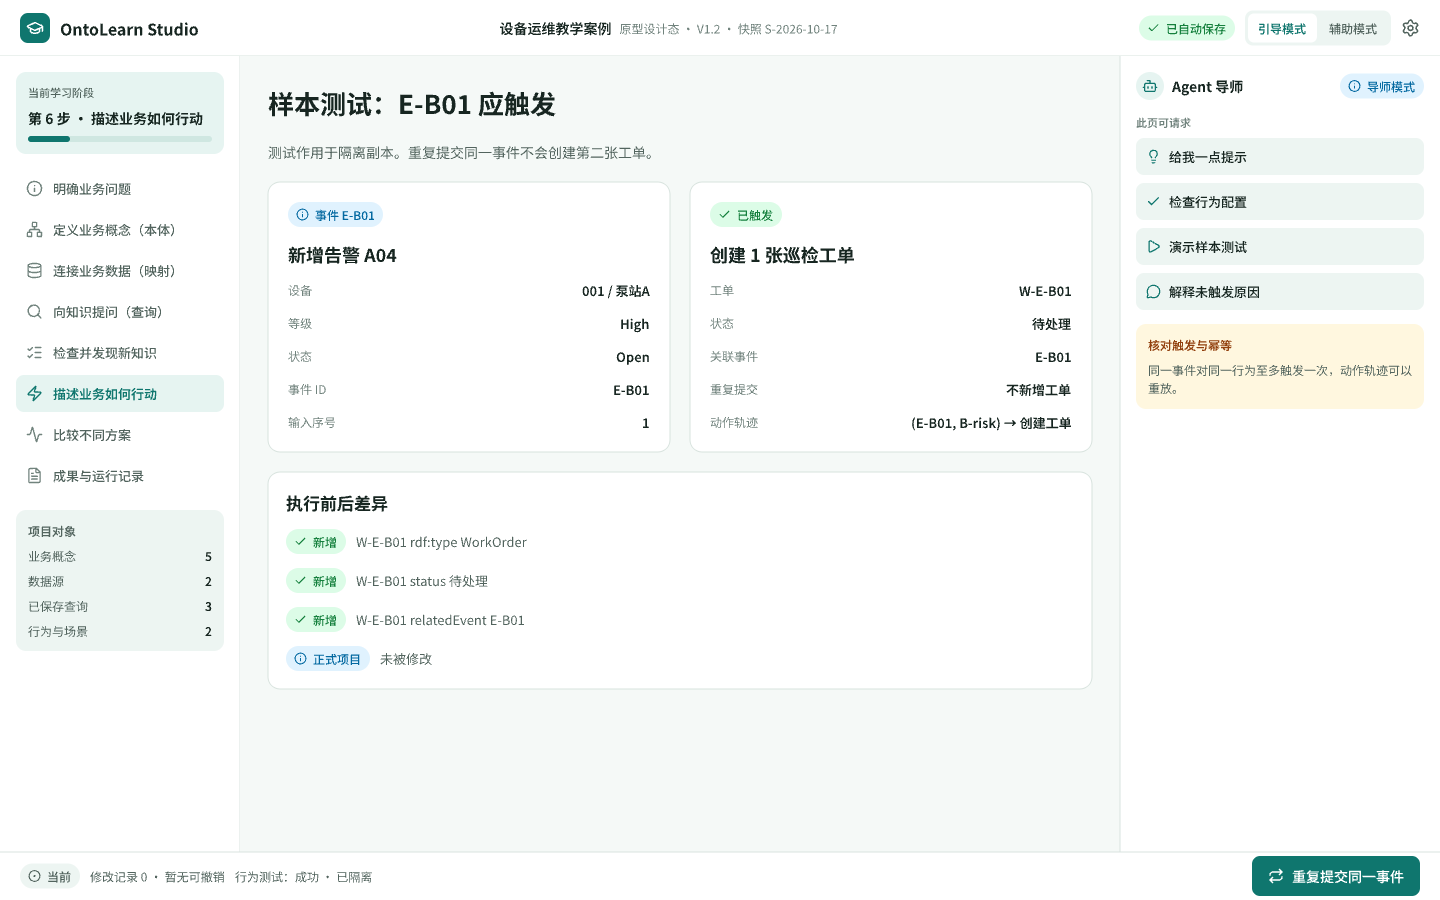 OntoLearn Studio
设备运维教学案例 原型设计态 · V1.2 · 快照 S-2026-10-17
已自动保存
引导模式
辅助模式
当前学习阶段
第 6 步 · 描述业务如何行动
明确业务问题
定义业务概念（本体）
连接业务数据（映射）
向知识提问（查询）
检查并发现新知识
描述业务如何行动
比较不同方案
成果与运行记录
项目对象
业务概念 5
数据源 2
已保存查询 3
行为与场景 2
样本测试：E-B01 应触发
测试作用于隔离副本。重复提交同一事件不会创建第二张工单。
事件 E-B01
新增告警 A04
设备 001 / 泵站A
等级 High
状态 Open
事件 ID E-B01
输入序号 1
已触发
创建 1 张巡检工单
工单 W-E-B01
状态 待处理
关联事件 E-B01
重复提交 不新增工单
动作轨迹 (E-B01, B-risk) → 创建工单
执行前后差异
新增 W-E-B01 rdf:type WorkOrder
新增 W-E-B01 status 待处理
新增 W-E-B01 relatedEvent E-B01
正式项目 未被修改
Agent 导师
导师模式
此页可请求
给我一点提示
检查行为配置
演示样本测试
解释未触发原因
核对触发与幂等
同一事件对同一行为至多触发一次，动作轨迹可以
重放。
当前 修改记录 0 · 暂无可撤销 行为测试：成功 · 已隔离
重复提交同一事件